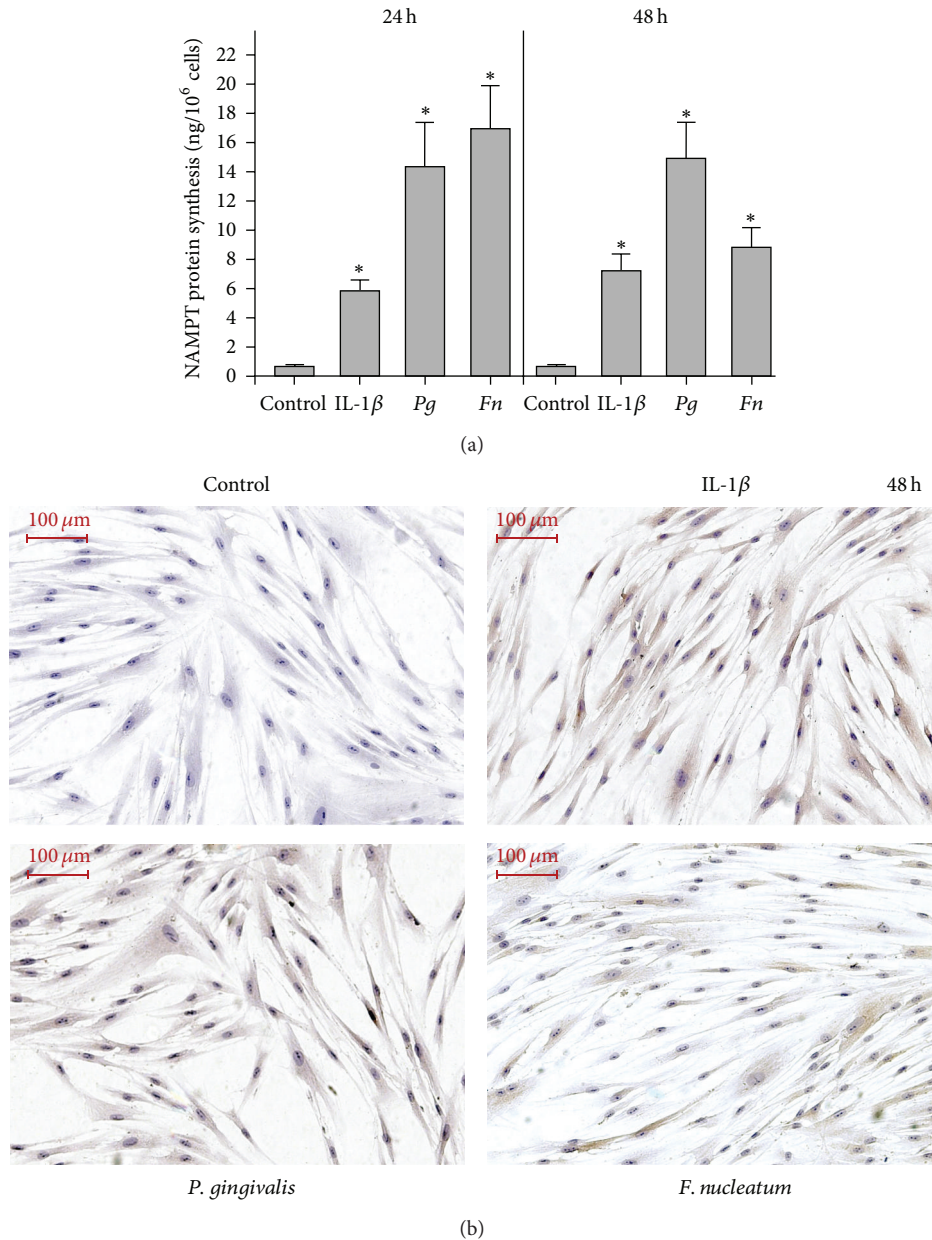 24 h 48 h
NAMPT protein synthesis (ng/10⁶ cells)
22
20
18
16
14
12
10
8
6
4
2
0
* * * * * *
Control IL-1β Pg Fn Control IL-1β Pg Fn
(a)
Control IL-1β 48 h
100 μm 100 μm
100 μm 100 μm
P. gingivalis F. nucleatum
(b)